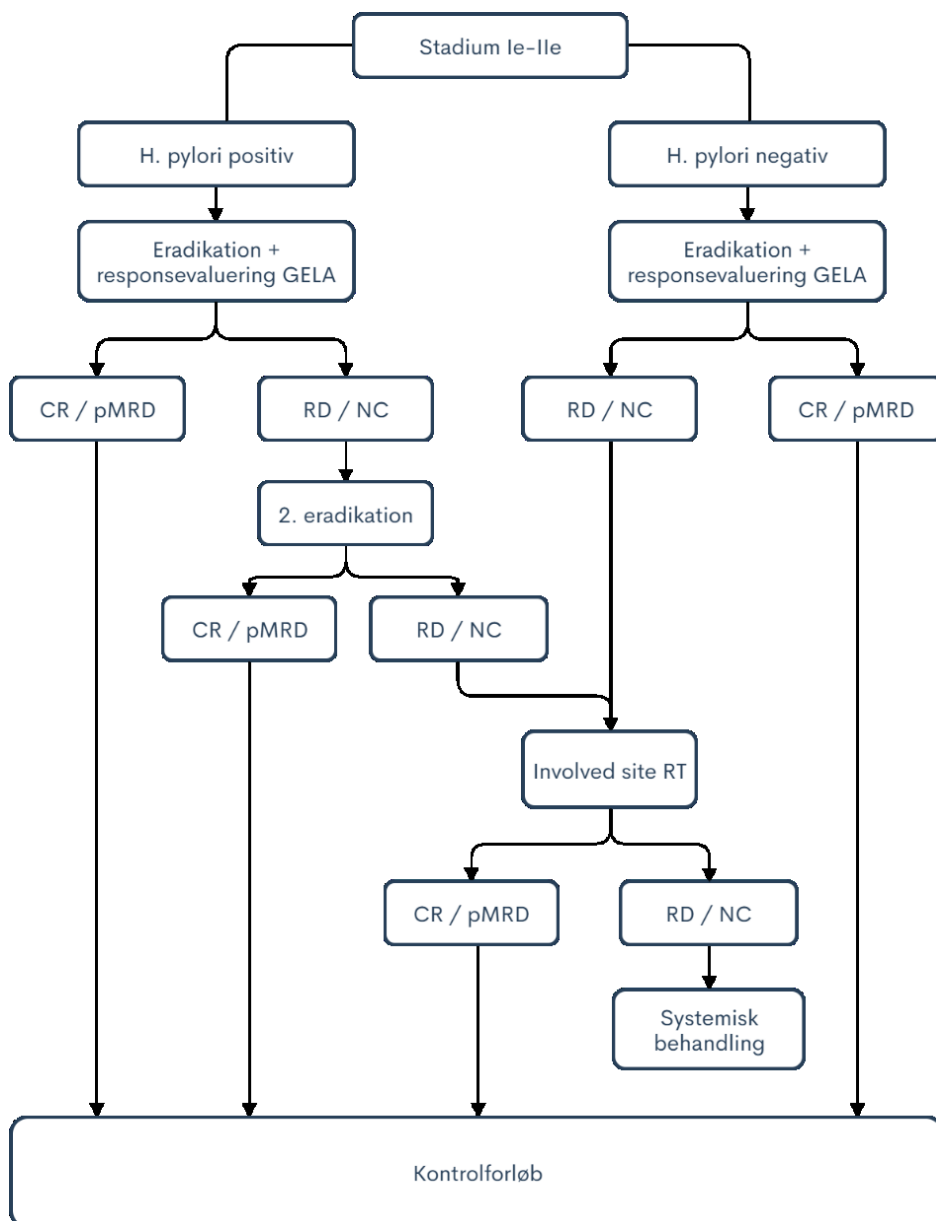 Stadium Ie-IIe
H. pylori positiv
H. pylori negativ
Eradikation +
responsevaluering GELA
Eradikation +
responsevaluering GELA
CR / pMRD
RD / NC
RD / NC
CR / pMRD
2. eradikation
CR / pMRD
RD / NC
Involved site RT
CR / pMRD
RD / NC
Systemisk
behandling
Kontrolforløb